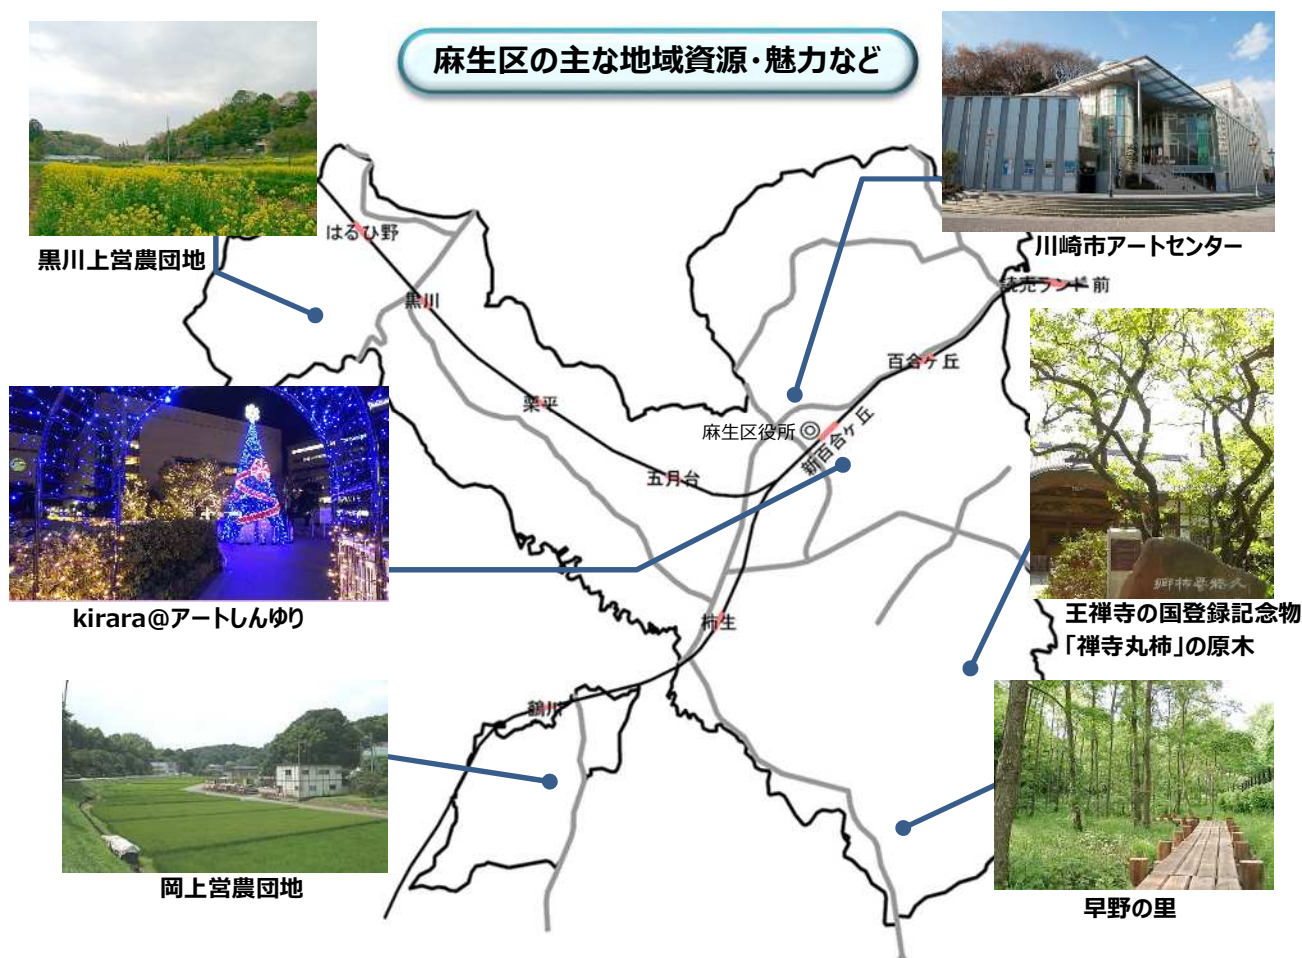 麻生区の主な地域資源・魅力など
黒川上営農団地
川崎市アートセンター
はるひ野
黒川
読売ランド前
百合ヶ丘
栗平
麻生区役所
新百合ヶ丘
五月台
kirara@アートしんゆり
柿生
王禅寺の国登録記念物
「禅寺丸柿」の原木
鶴川
岡上営農団地
早野の里